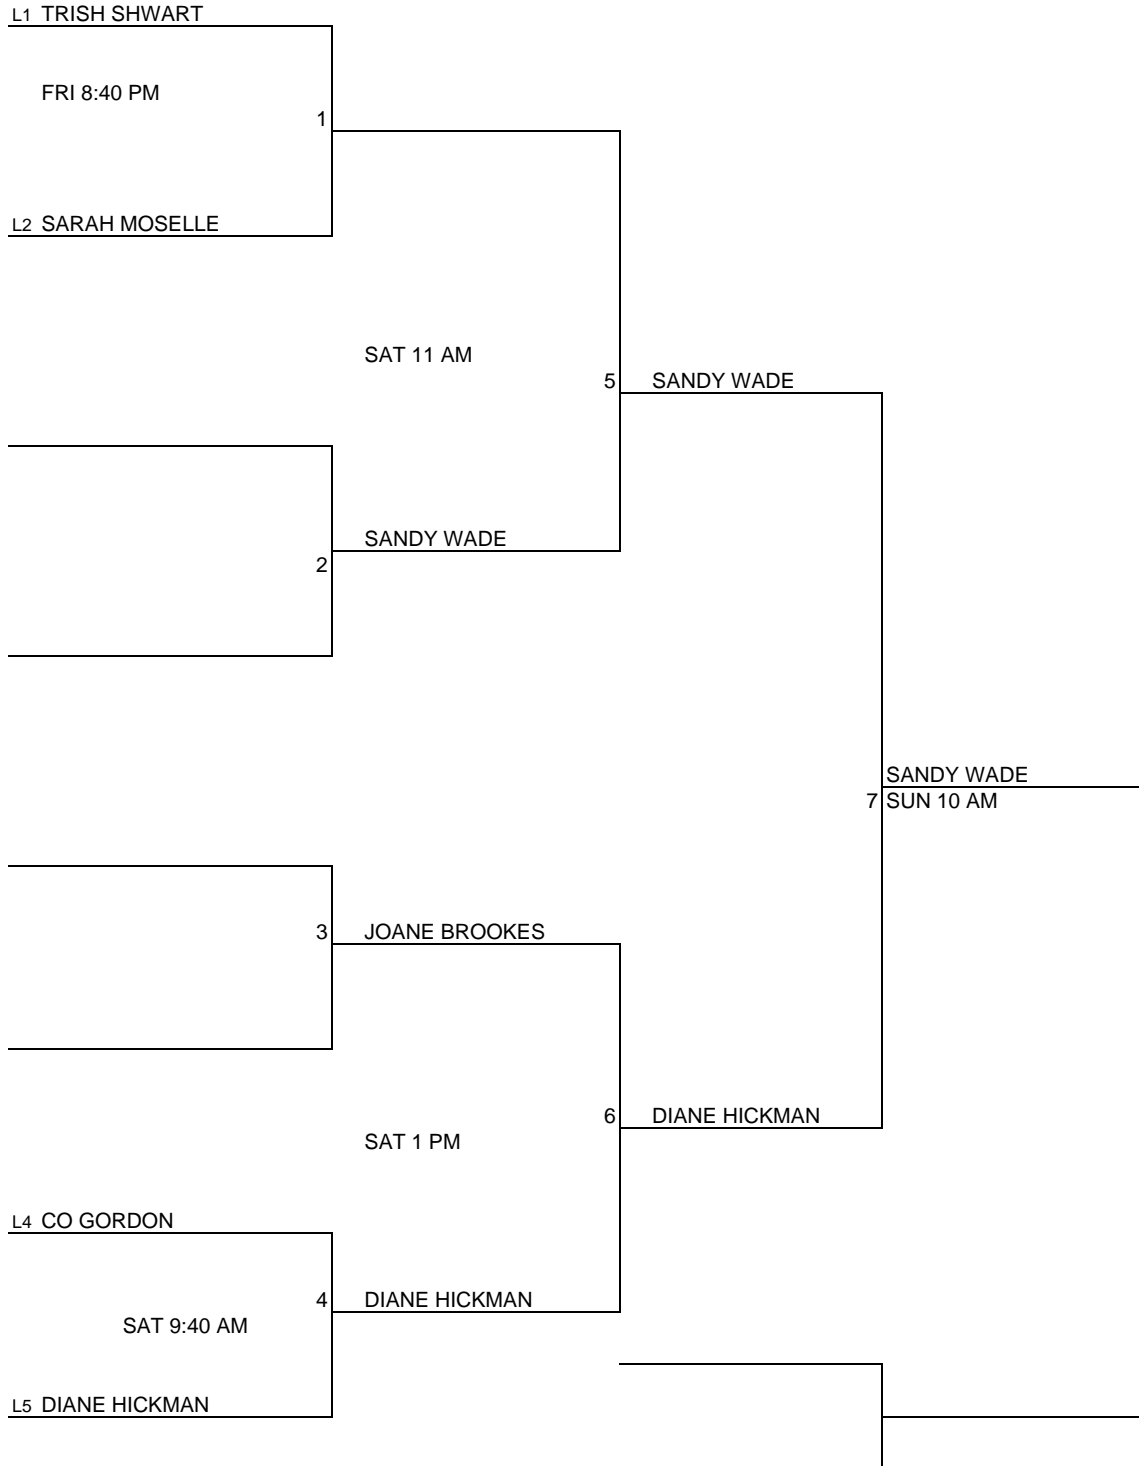 L1 TRISH SHWART
FRI 8:40 PM
1
L2 SARAH MOSELLE
SAT 11 AM
5 SANDY WADE
SANDY WADE
2
SANDY WADE
7 SUN 10 AM
3 JOANE BROOKES
6 DIANE HICKMAN
SAT 1 PM
L4 CO GORDON
4 DIANE HICKMAN
SAT 9:40 AM
L5 DIANE HICKMAN